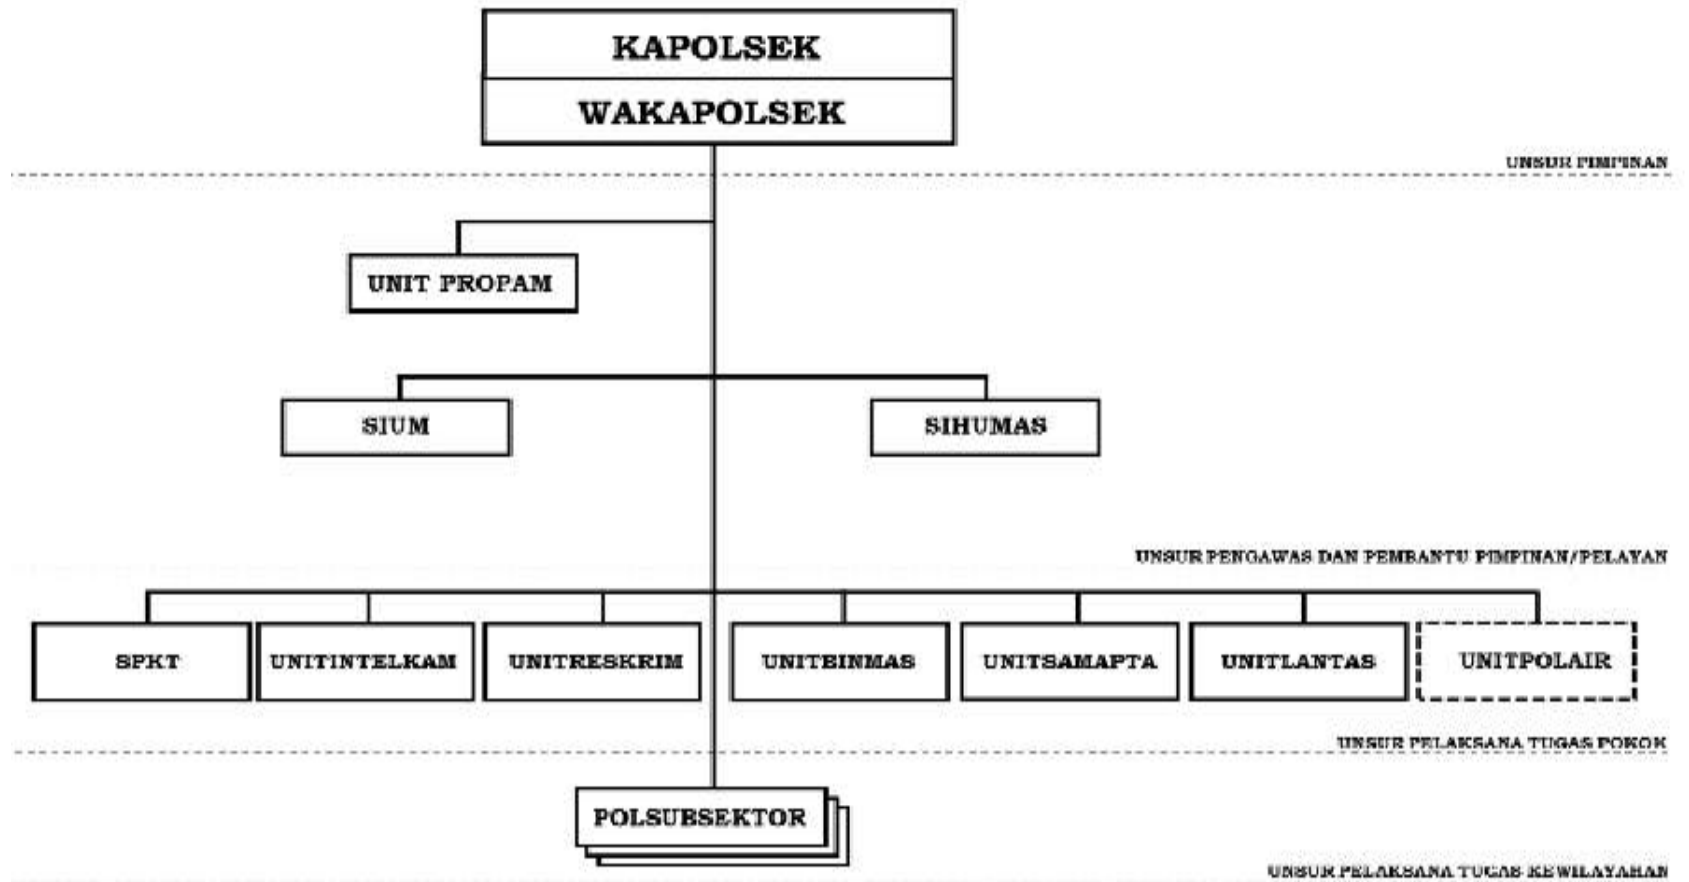 KAPOLSEK
WAKAPOLSEK
UNSUR PIMPINAN
UNIT PROPAM
SIUM
SIHUMAS
UNSUR PENGAWAS DAN PEMBANTU PIMPINAN/PELAYAN
SPKT
UNITINTELKAM
UNITRESKRIM
UNITBINMAS
UNITSAMAPTA
UNITLANTAS
UNITPOLAIR
UNSUR PELAKSANA TUGAS POKOK
POLSUBSEKTOR
UNSUR PELAKSANA TUGAS KEWILAYAHAN